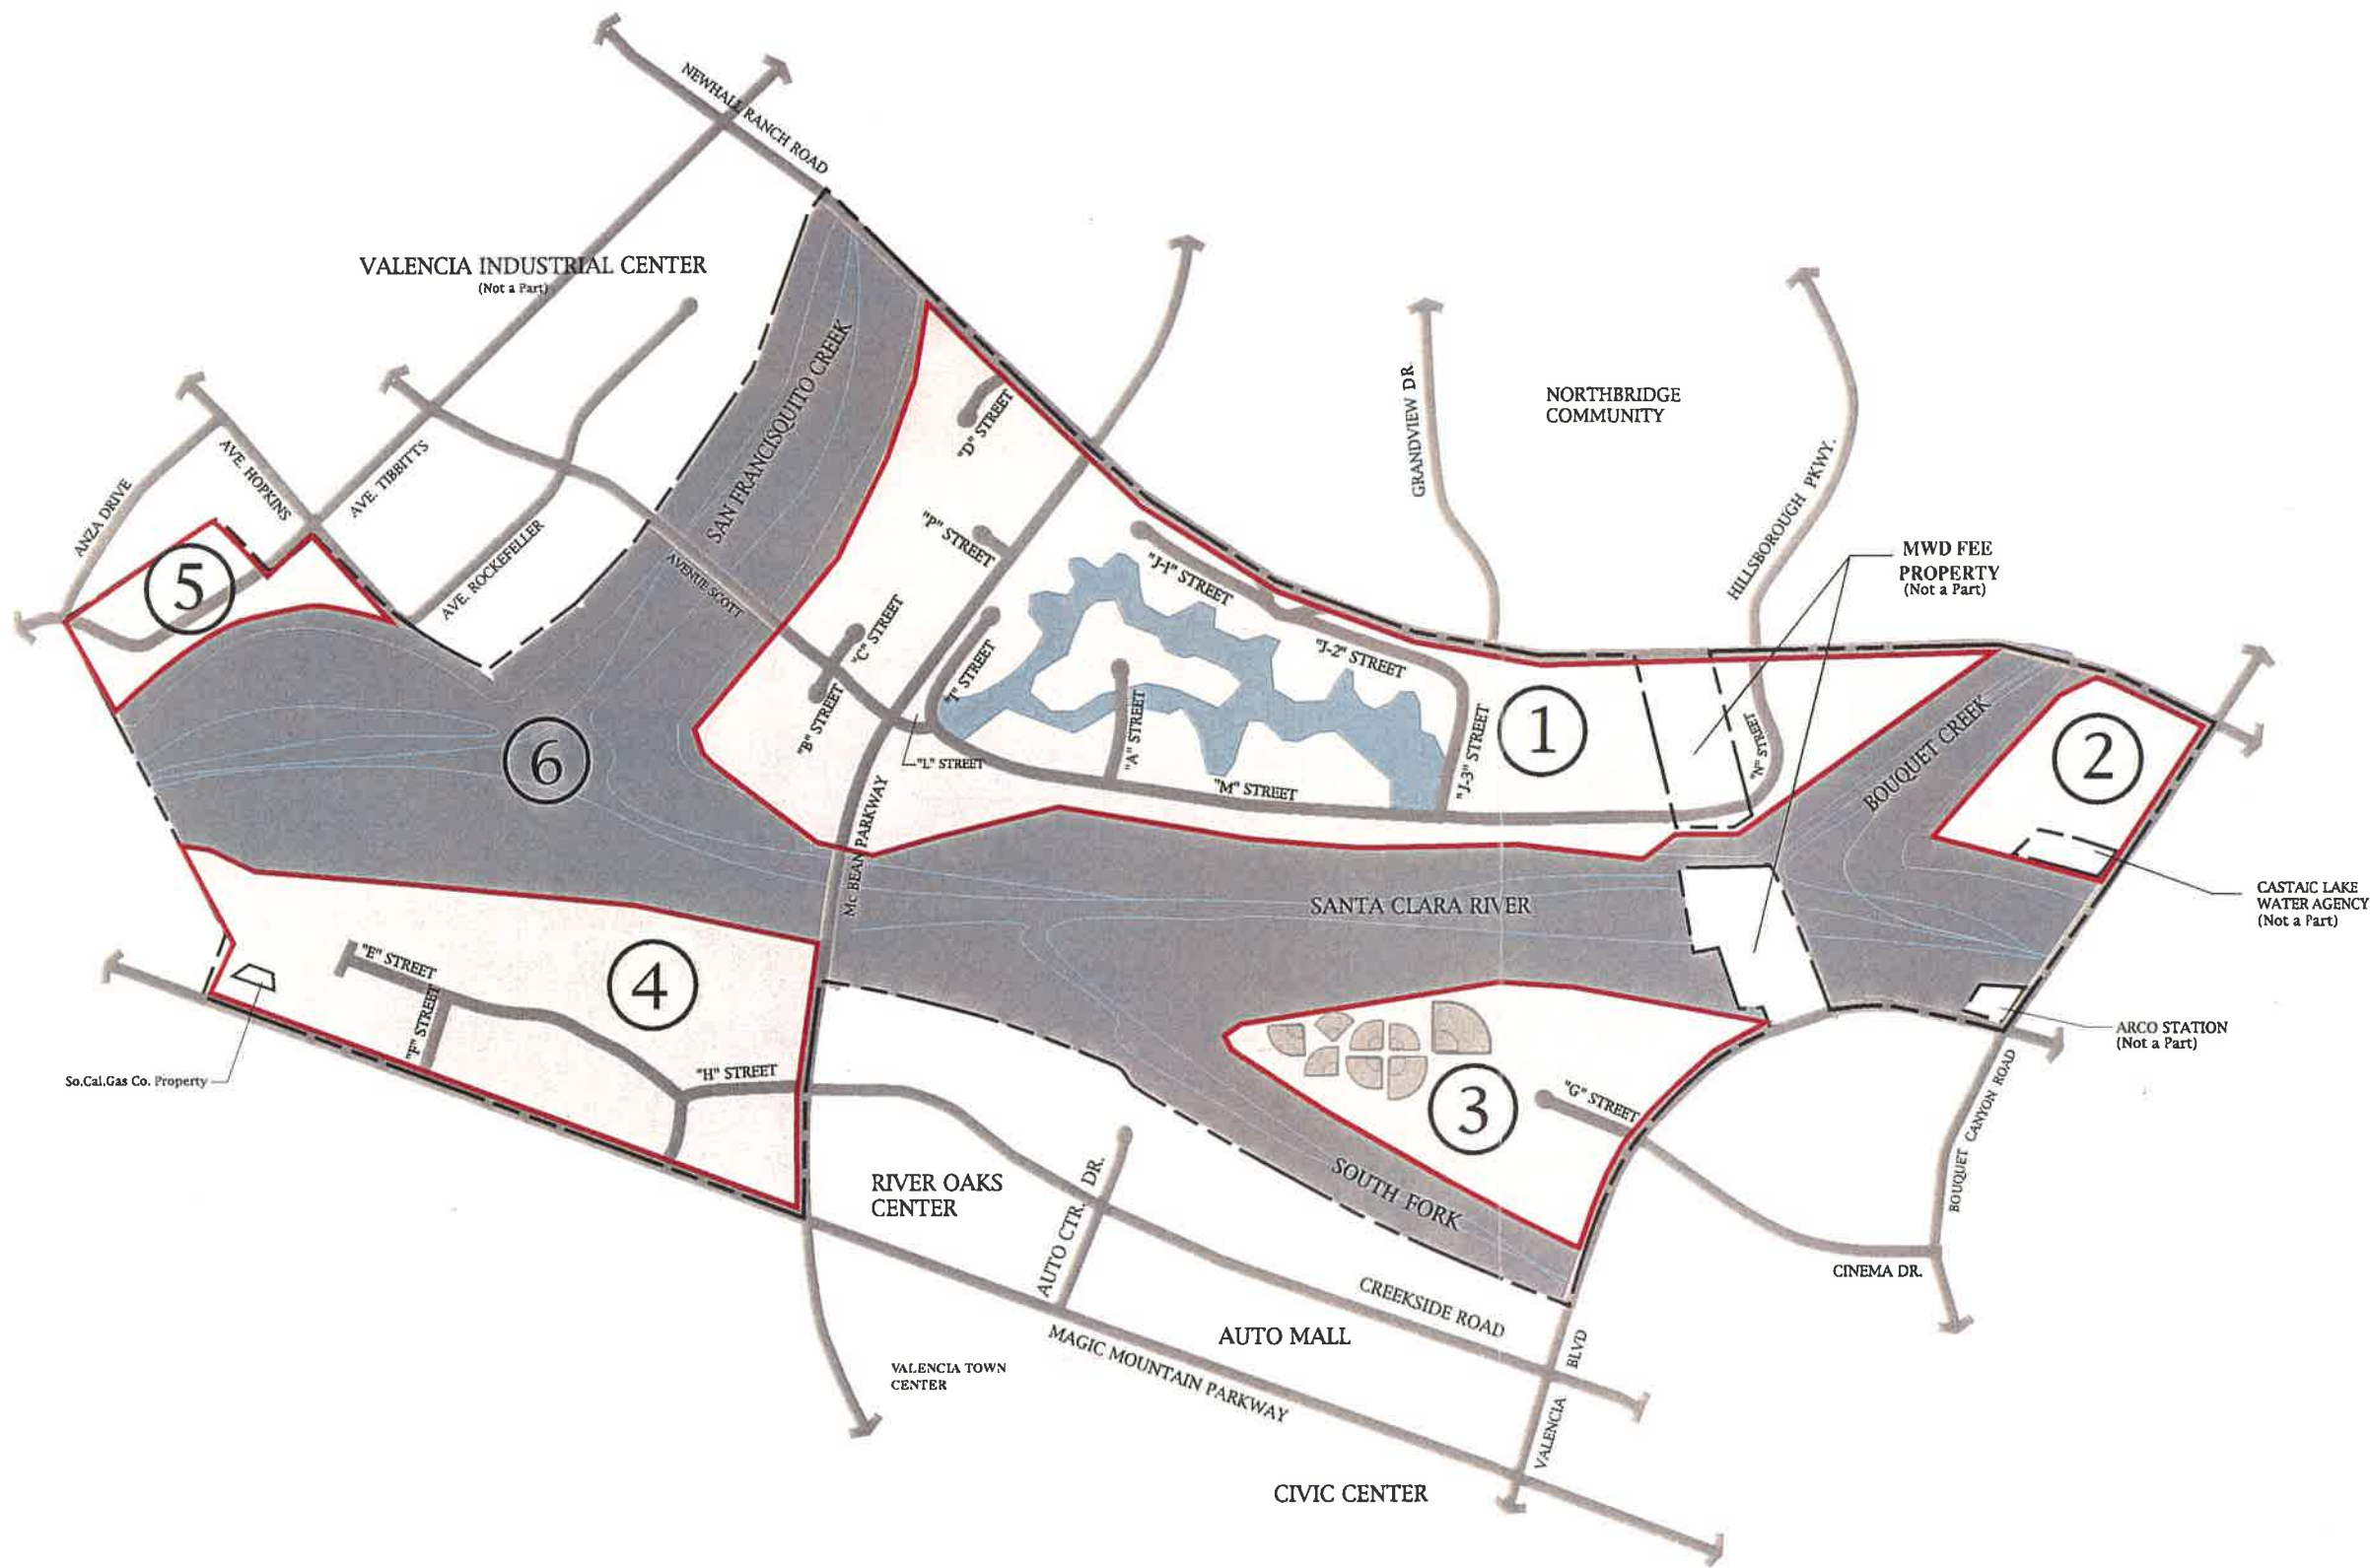 NEWHALL RANCH ROAD
VALENCIA INDUSTRIAL CENTER
(Not a Part)
SAN FRANCISQUITO CREEK
"D" STREET
GRANDVIEW DR.
NORTHBRIDGE
COMMUNITY
HILLSBOROUGH PKWY.
ANZA DRIVE
AVE. HOPKINS
AVE. TIBBITTS
AVE. ROCKEFELLER
AVENUE SCOTT
"P" STREET
"J-1" STREET
MWD FEE
PROPERTY
(Not a Part)
5
"C" STREET
"B" STREET
"I" STREET
"J-2" STREET
"A" STREET
"J-3" STREET
1
"N" STREET
BOUQUET CREEK
2
6
"L" STREET
"M" STREET
Mc BEAN PARKWAY
SANTA CLARA RIVER
CASTAIC LAKE
WATER AGENCY
(Not a Part)
"E" STREET
4
"F" STREET
"H" STREET
So.Cal.Gas Co. Property
3
"G" STREET
ARCO STATION
(Not a Part)
BOUQUET CANYON ROAD
RIVER OAKS
CENTER
AUTO CTR. DR.
SOUTH FORK
CINEMA DR.
CREEKSIDE ROAD
AUTO MALL
MAGIC MOUNTAIN PARKWAY
VALENCIA BLVD
VALENCIA TOWN
CENTER
CIVIC CENTER